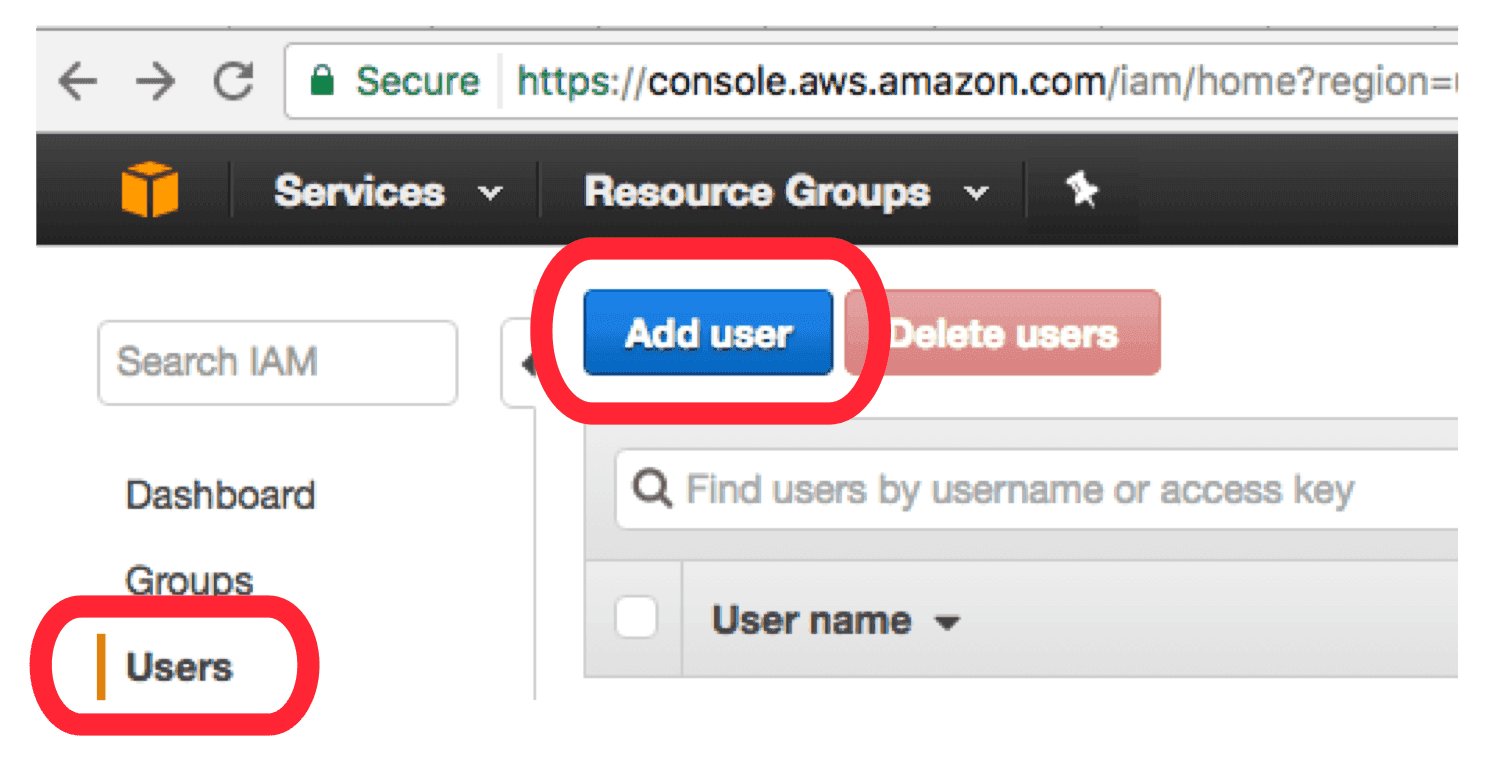 Secure https://console.aws.amazon.com/iam/home?region=
Services Resource Groups
Add user Delete users
Search IAM
Dashboard
Find users by username or access key
Groups
User name
Users